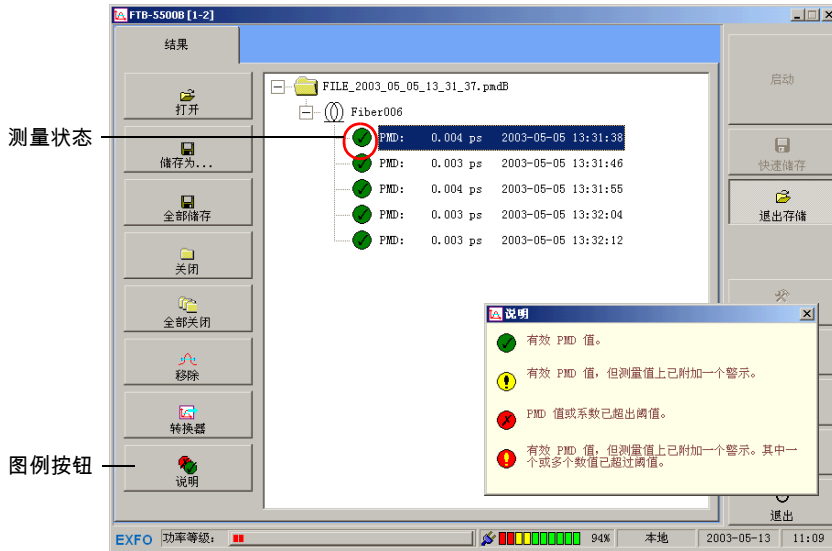 FTB-5500B [1-2]
结果
打开
储存为...
全部储存
关闭
全部关闭
移除
转换器
说明
测量状态
图例按钮
FILE_2003_05_05_13_31_37.pmdB
Fiber006
PMD: 0.004 ps 2003-05-05 13:31:38
PMD: 0.003 ps 2003-05-05 13:31:46
PMD: 0.004 ps 2003-05-05 13:31:55
PMD: 0.003 ps 2003-05-05 13:32:04
PMD: 0.003 ps 2003-05-05 13:32:12
启动
快速储存
退出存储
说明
有效 PMD 值。
有效 PMD 值，但测量值上已附加一个警示。
PMD 值或系数已超出阈值。
有效 PMD 值，但测量值上已附加一个警示。其中一
个或多个数值已超过阈值。
退出
EXFO 功率等级: 94% 本地 2003-05-13 11:09